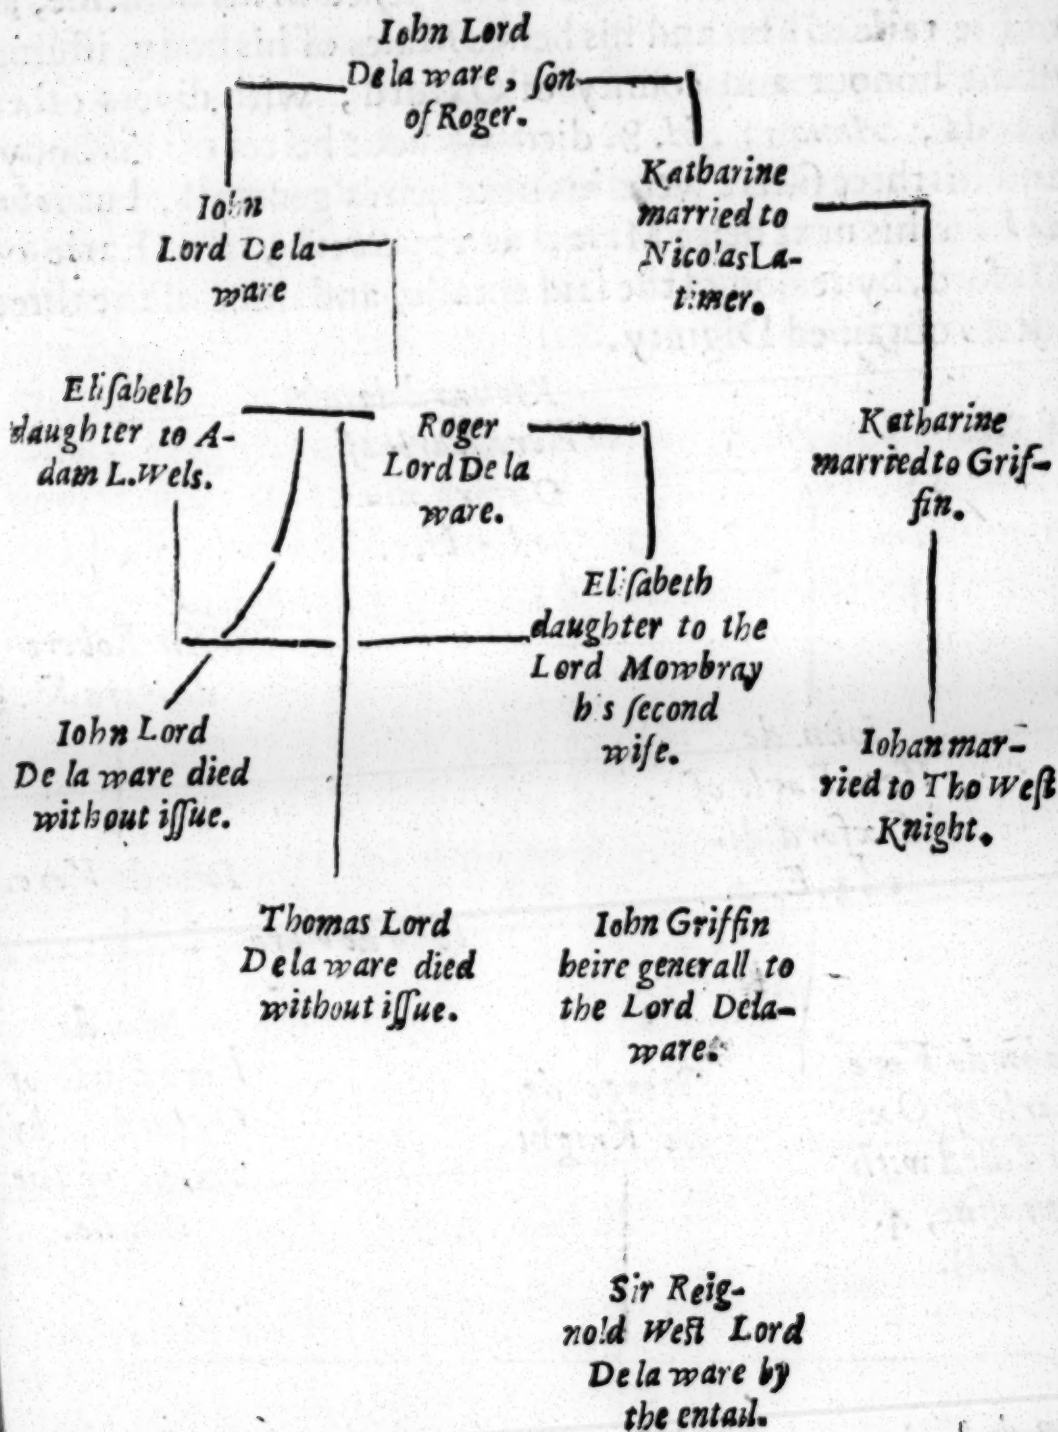 Iohn Lord
De la ware, ſon
of Roger.
Iohn
Lord De la
ware
Katharine
married to
Nicolas La-
timer.
Eliſabeth
daughter to A-
dam L. Wels.
Roger
Lord De la
ware.
Katharine
married to Grif-
fin.
Eliſabeth
daughter to the
Lord Mowbray
his ſecond
wife.
Iohn Lord
De la ware died
without iſſue.
Iohan mar-
ried to Tho Weſt
Knight.
Thomas Lord
De la ware died
without iſſue.
Iohn Griffin
heire generall to
the Lord Dela-
ware.
Sir Reig-
nold Weſt Lord
De la ware by
the entail.